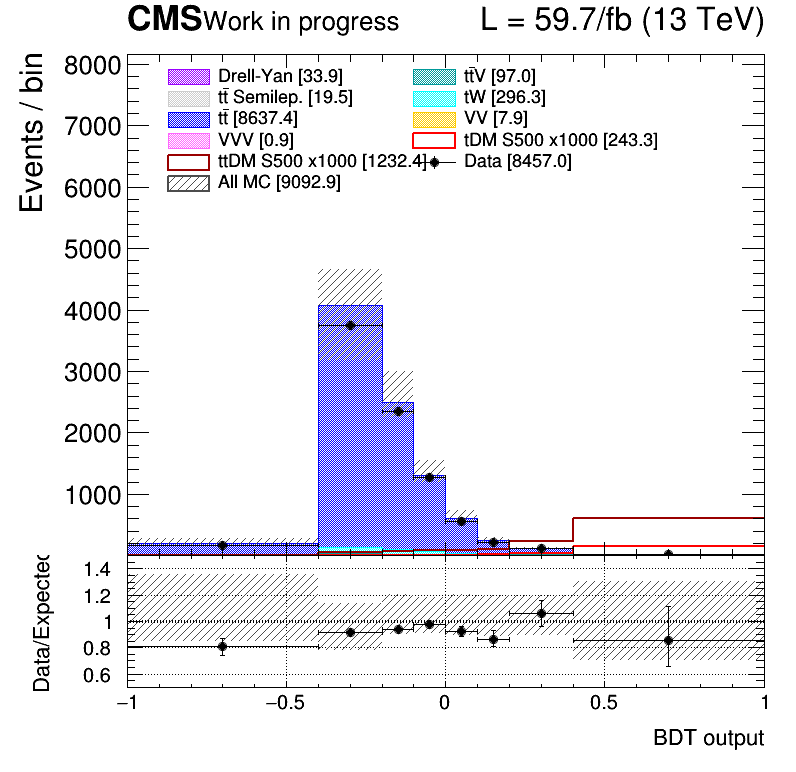 CMS Work in progress L = 59.7/fb (13 TeV)
Events / bin
8000
7000
6000
5000
4000
3000
2000
1000
Drell-Yan [33.9]
tt̄V [97.0]
tt̄ Semilep. [19.5]
tW [296.3]
tt̄ [8637.4]
VV [7.9]
VVV [0.9]
tDM S500 x1000 [243.3]
ttDM S500 x1000 [1232.4]
Data [8457.0]
All MC [9092.9]
Data/Expected
1.4
1.2
1
0.8
0.6
−1 −0.5 0 0.5 1
BDT output